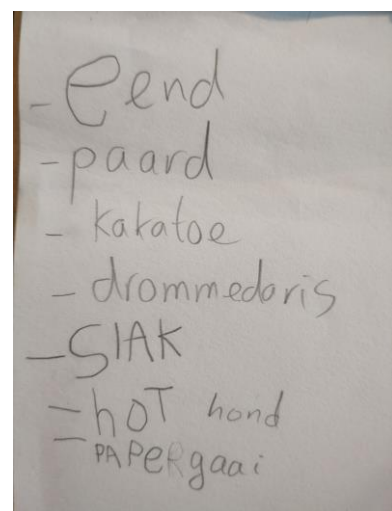 - eend
- paard
- kakatoe
- drommedaris
- SlAK
- hoT hond
- PAPeRgaai